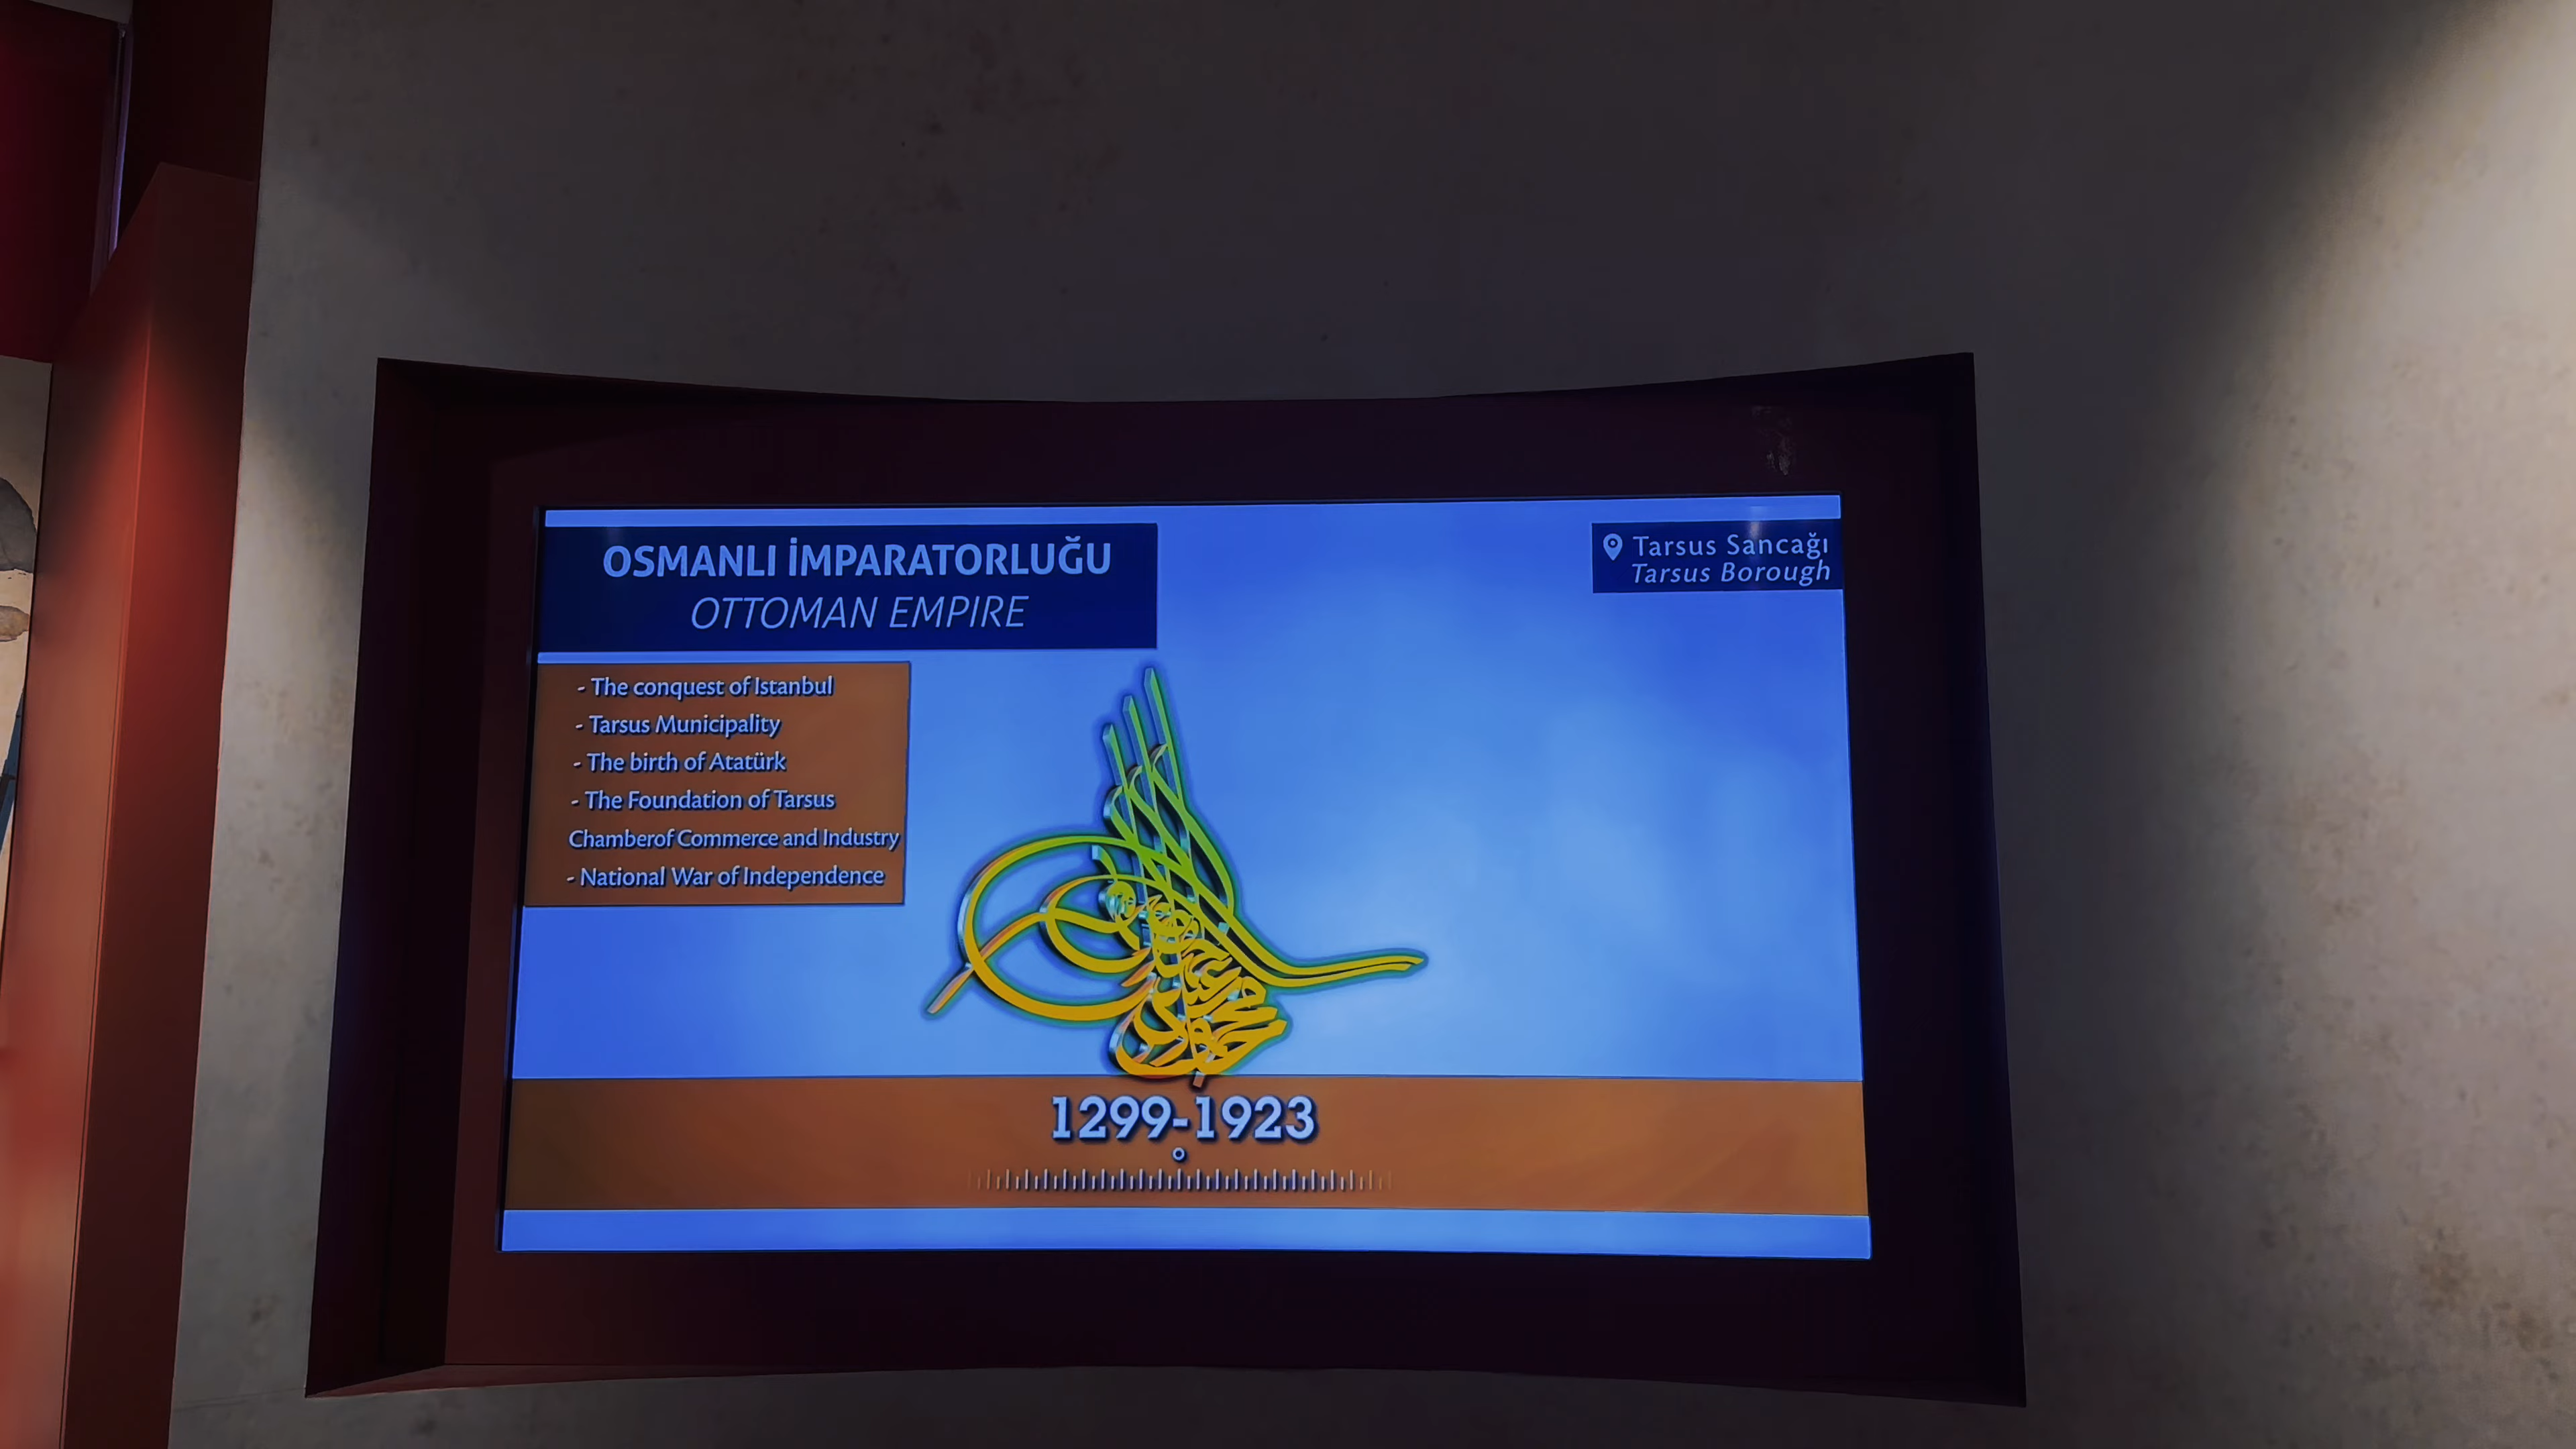 OSMANLI İMPARATORLUĞU
OTTOMAN EMPIRE
Tarsus Sancağı
Tarsus Borough
- The conquest of Istanbul
- Tarsus Municipality
- The birth of Atatürk
- The Foundation of Tarsus
Chamberof Commerce and Industry
- National War of Independence
1299-1923